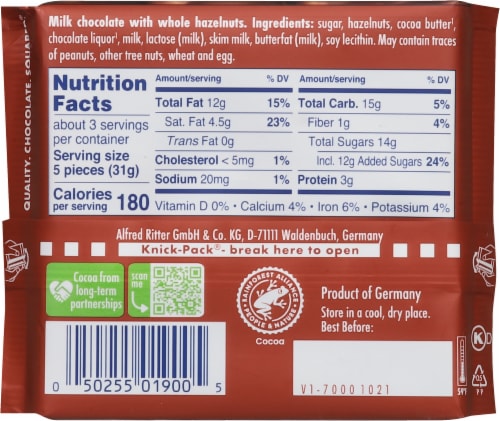 Milk chocolate with whole hazelnuts. Ingredients: sugar, hazelnuts, cocoa butter¹,
chocolate liquor¹, milk, lactose (milk), skim milk, butterfat (milk), soy lecithin. May contain traces
of peanuts, other tree nuts, wheat and egg.
QUALITY. CHOCOLATE. SQUARED.
Nutrition
Facts
about 3 servings
per container
Serving size
5 pieces (31g)
Calories
per serving 180
Amount/serving % DV
Total Fat 12g 15%
Sat. Fat 4.5g 23%
Trans Fat 0g
Cholesterol < 5mg 1%
Sodium 20mg 1%
Amount/serving % DV
Total Carb. 15g 5%
Fiber 1g 4%
Total Sugars 14g
Incl. 12g Added Sugars 24%
Protein 3g
Vitamin D 0% • Calcium 4% • Iron 6% • Potassium 4%
Alfred Ritter GmbH & Co. KG, D-71111 Waldenbuch, Germany
Knick-Pack® - break here to open
Cocoa from
long-term
partnerships
scan
me
RAINFOREST ALLIANCE
PEOPLE & NATURE
Cocoa
Product of Germany
Store in a cool, dry place.
Best Before:
V1-7000 1021
0 50255 01900 5
K D